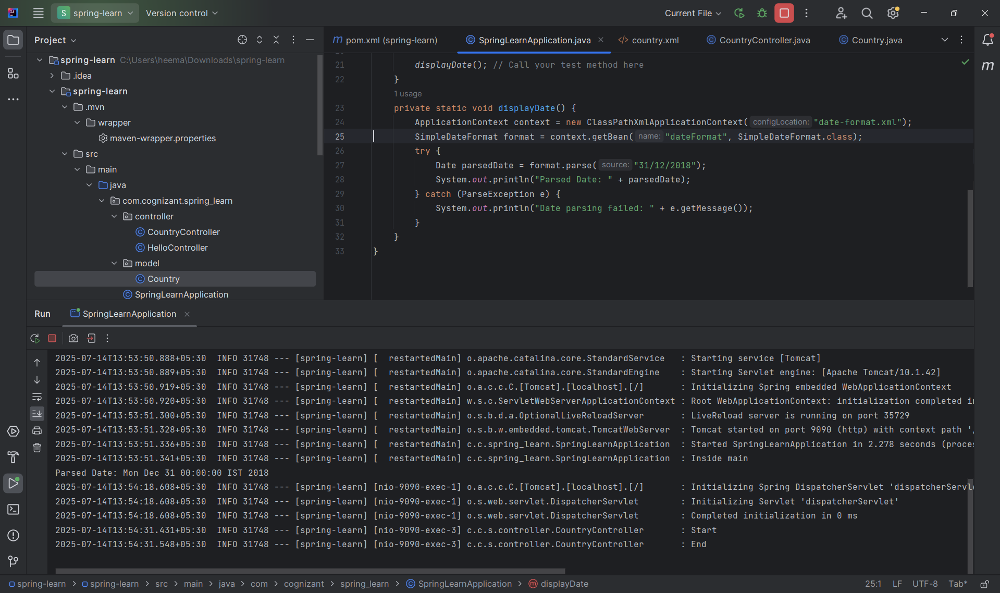 S spring-learn Version control Current File
Project
spring-learn C:\Users\heema\Downloads\spring-learn
.idea
spring-learn
.mvn
wrapper
maven-wrapper.properties
src
main
java
com.cognizant.spring_learn
controller
CountryController
HelloController
model
Country
SpringLearnApplication
pom.xml (spring-learn) SpringLearnApplication.java country.xml CountryController.java Country.java
21 displayDate(); // Call your test method here
22 }
1 usage
23 private static void displayDate() {
24 ApplicationContext context = new ClassPathXmlApplicationContext( configLocation: "date-format.xml");
25 SimpleDateFormat format = context.getBean( name: "dateFormat", SimpleDateFormat.class);
26 try {
27 Date parsedDate = format.parse( source: "31/12/2018");
28 System.out.println("Parsed Date: " + parsedDate);
29 } catch (ParseException e) {
30 System.out.println("Date parsing failed: " + e.getMessage());
31 }
32 }
33 }
Run SpringLearnApplication
2025-07-14T13:53:50.888+05:30  INFO 31748 --- [spring-learn] [  restartedMain] o.apache.catalina.core.StandardService   : Starting service [Tomcat]
2025-07-14T13:53:50.889+05:30  INFO 31748 --- [spring-learn] [  restartedMain] o.apache.catalina.core.StandardEngine    : Starting Servlet engine: [Apache Tomcat/10.1.42]
2025-07-14T13:53:50.919+05:30  INFO 31748 --- [spring-learn] [  restartedMain] o.a.c.c.C.[Tomcat].[localhost].[/]       : Initializing Spring embedded WebApplicationContext
2025-07-14T13:53:50.920+05:30  INFO 31748 --- [spring-learn] [  restartedMain] w.s.c.ServletWebServerApplicationContext : Root WebApplicationContext: initialization completed in
2025-07-14T13:53:51.300+05:30  INFO 31748 --- [spring-learn] [  restartedMain] o.s.b.d.a.OptionalLiveReloadServer       : LiveReload server is running on port 35729
2025-07-14T13:53:51.328+05:30  INFO 31748 --- [spring-learn] [  restartedMain] o.s.b.w.embedded.tomcat.TomcatWebServer  : Tomcat started on port 9090 (http) with context path '/
2025-07-14T13:53:51.336+05:30  INFO 31748 --- [spring-learn] [  restartedMain] c.c.spring_learn.SpringLearnApplication  : Started SpringLearnApplication in 2.278 seconds (proces
2025-07-14T13:53:51.341+05:30  INFO 31748 --- [spring-learn] [  restartedMain] c.c.spring_learn.SpringLearnApplication  : Inside main
Parsed Date: Mon Dec 31 00:00:00 IST 2018
2025-07-14T13:54:18.608+05:30  INFO 31748 --- [spring-learn] [nio-9090-exec-1] o.a.c.c.C.[Tomcat].[localhost].[/]       : Initializing Spring DispatcherServlet 'dispatcherServle
2025-07-14T13:54:18.608+05:30  INFO 31748 --- [spring-learn] [nio-9090-exec-1] o.s.web.servlet.DispatcherServlet        : Initializing Servlet 'dispatcherServlet'
2025-07-14T13:54:18.608+05:30  INFO 31748 --- [spring-learn] [nio-9090-exec-1] o.s.web.servlet.DispatcherServlet        : Completed initialization in 0 ms
2025-07-14T13:54:31.431+05:30  INFO 31748 --- [spring-learn] [nio-9090-exec-3] c.c.s.controller.CountryController       : Start
2025-07-14T13:54:31.548+05:30  INFO 31748 --- [spring-learn] [nio-9090-exec-3] c.c.s.controller.CountryController       : End
spring-learn > spring-learn > src > main > java > com > cognizant > spring_learn > SpringLearnApplication > displayDate 25:1 LF UTF-8 Tab*